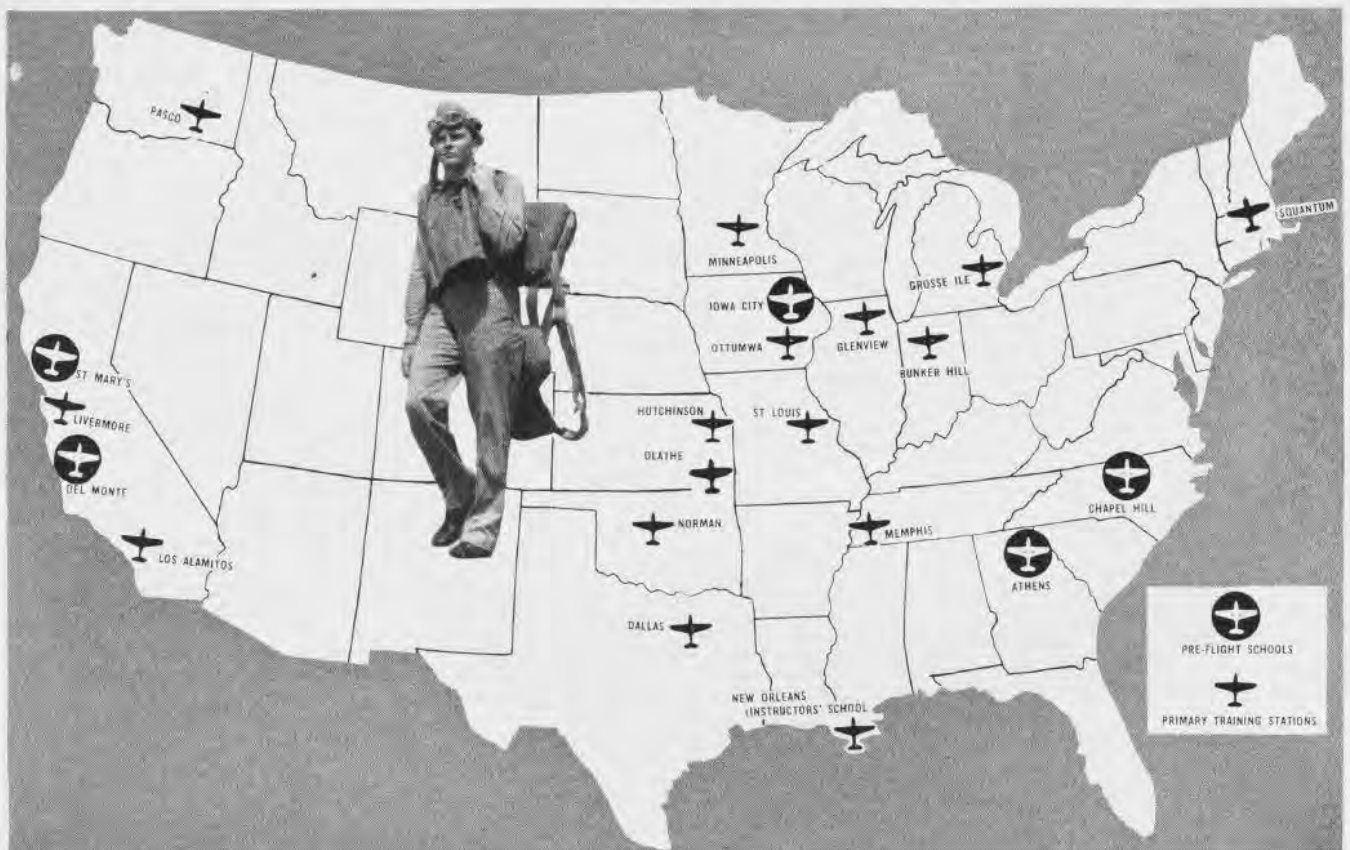 PASCO
SQUANTUM
MINNEAPOLIS
GROSSE ILE
IOWA CITY
OTTUMWA
GLENVIEW
BUNKER HILL
ST MARY'S
LIVERMORE
DEL MONTE
LOS ALAMITOS
HUTCHINSON
ST LOUIS
OLATHE
NORMAN
MEMPHIS
CHAPEL HILL
ATHENS
DALLAS
NEW ORLEANS
(INSTRUCTORS' SCHOOL
PRE-FLIGHT SCHOOLS
PRIMARY TRAINING STATIONS